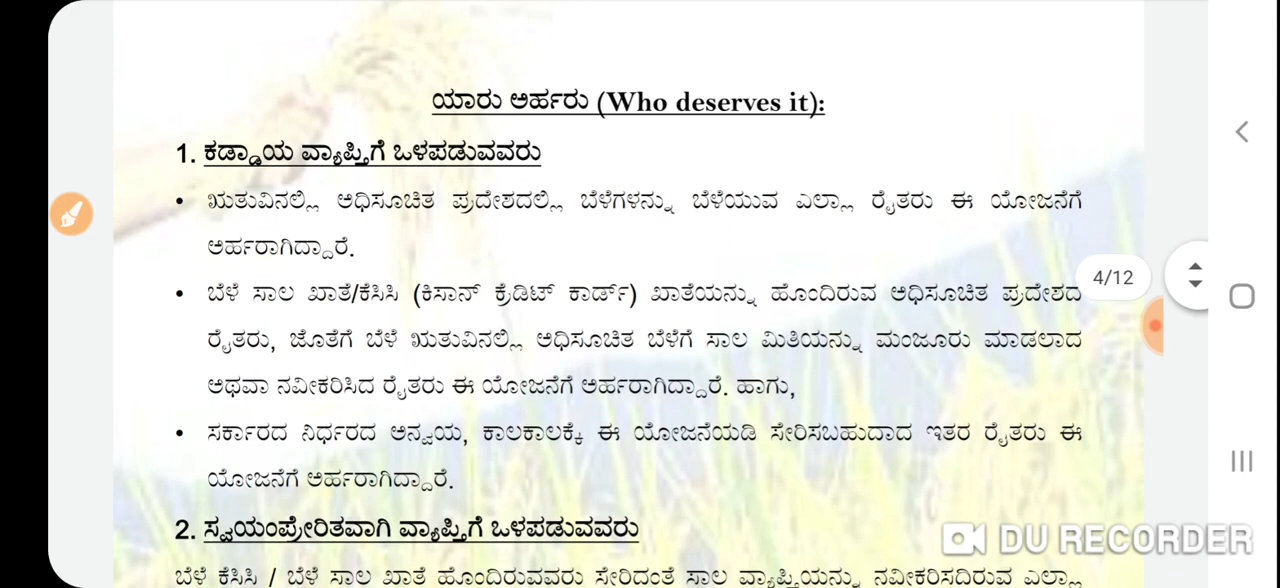 ಯಾರು ಅರ್ಹರು (Who deserves it):
1. ಕಡ್ಡಾಯ ವ್ಯಾಪ್ತಿಗೆ ಒಳಪಡುವವರು
• ಋತುವಿನಲ್ಲಿ ಅಧಿಸೂಚಿತ ಪ್ರದೇಶದಲ್ಲಿ ಬೆಳೆಗಳನ್ನು ಬೆಳೆಯುವ ಎಲ್ಲಾ ರೈತರು ಈ ಯೋಜನೆಗೆ
ಅರ್ಹರಾಗಿದ್ದಾರೆ.
• ಬೆಳೆ ಸಾಲ ಖಾತೆ/ಕೆಸಿಸಿ (ಕಿಸಾನ್ ಕ್ರೆಡಿಟ್ ಕಾರ್ಡ್) ಖಾತೆಯನ್ನು ಹೊಂದಿರುವ ಅಧಿಸೂಚಿತ ಪ್ರದೇಶದ
4/12
ರೈತರು, ಜೊತೆಗೆ ಬೆಳೆ ಋತುವಿನಲ್ಲಿ ಅಧಿಸೂಚಿತ ಬೆಳೆಗೆ ಸಾಲ ಮಿತಿಯನ್ನು ಮಂಜೂರು ಮಾಡಲಾದ
ಅಥವಾ ನವೀಕರಿಸಿದ ರೈತರು ಈ ಯೋಜನೆಗೆ ಅರ್ಹರಾಗಿದ್ದಾರೆ. ಹಾಗು,
• ಸರ್ಕಾರದ ನಿರ್ಧರದ ಅನ್ವಯ, ಕಾಲಕಾಲಕ್ಕೆ ಈ ಯೋಜನೆಯಡಿ ಸೇರಿಸಬಹುದಾದ ಇತರ ರೈತರು ಈ
ಯೋಜನೆಗೆ ಅರ್ಹರಾಗಿದ್ದಾರೆ.
2. ಸ್ವಯಂಪ್ರೇರಿತವಾಗಿ ವ್ಯಾಪ್ತಿಗೆ ಒಳಪಡುವವರು
DU RECORDER
ಬೆಳೆ ಕೆಸಿಸಿ / ಬೆಳೆ ಸಾಲ ಖಾತೆ ಹೊಂದಿರುವವರು ಸೇರಿದಂತೆ ಸಾಲ ವ್ಯಾಪ್ತಿಯನ್ನು ನವೀಕರಿಸದಿರುವ ಎಲ್ಲಾ